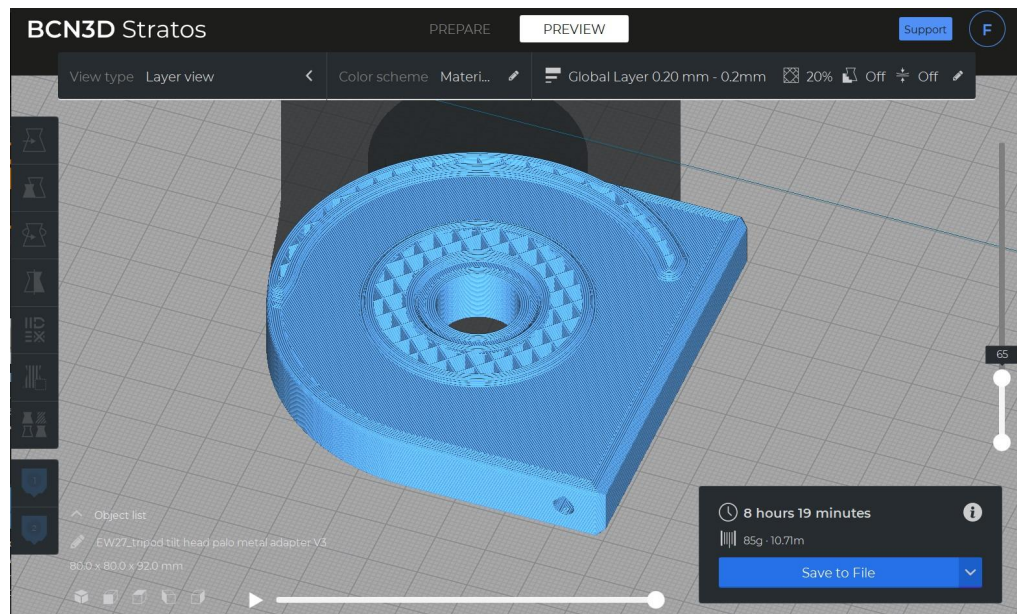 BCN3D Stratos
PREPARE
PREVIEW
Support
F
View type Layer view
Color scheme Materi...
Global Layer 0.20 mm - 0.2mm 20% Off Off
IID
EX
65
1
2
Object list
EW27_tripod tilt head palo metal adapter V3
80.0 x 80.0 x 92.0 mm
8 hours 19 minutes
85g · 10.71m
Save to File